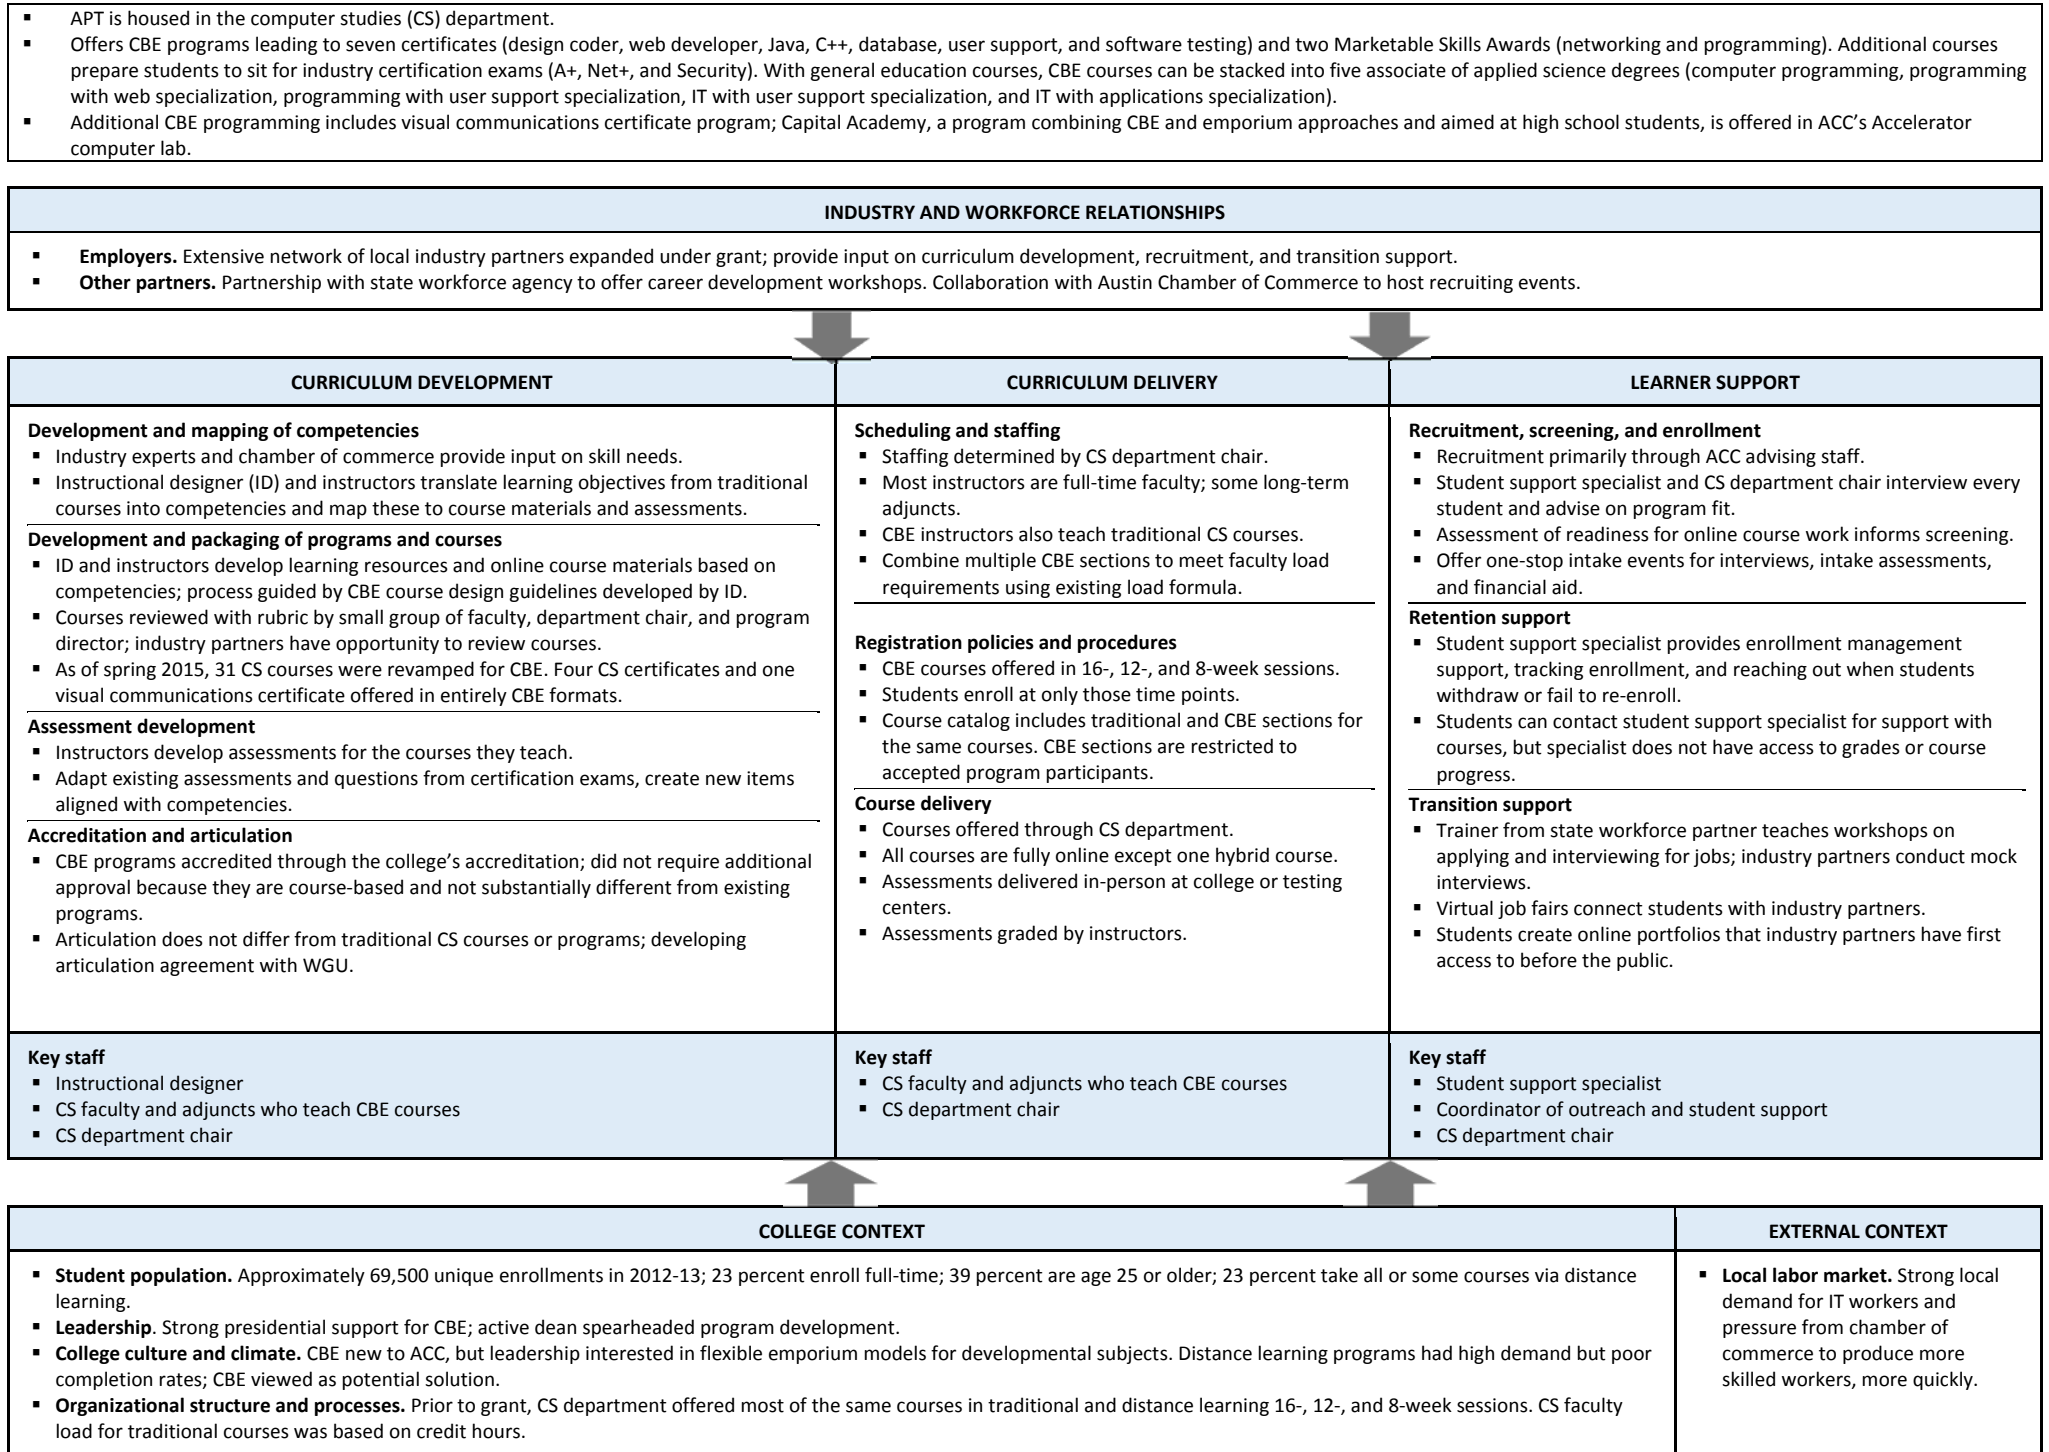 ▪ APT is housed in the computer studies (CS) department.
▪ Offers CBE programs leading to seven certificates (design coder, web developer, Java, C++, database, user support, and software testing) and two Marketable Skills Awards (networking and programming). Additional courses
prepare students to sit for industry certification exams (A+, Net+, and Security). With general education courses, CBE courses can be stacked into five associate of applied science degrees (computer programming, programming
with web specialization, programming with user support specialization, IT with user support specialization, and IT with applications specialization).
▪ Additional CBE programming includes visual communications certificate program; Capital Academy, a program combining CBE and emporium approaches and aimed at high school students, is offered in ACC’s Accelerator
computer lab.
INDUSTRY AND WORKFORCE RELATIONSHIPS
▪ Employers. Extensive network of local industry partners expanded under grant; provide input on curriculum development, recruitment, and transition support.
▪ Other partners. Partnership with state workforce agency to offer career development workshops. Collaboration with Austin Chamber of Commerce to host recruiting events.
CURRICULUM DEVELOPMENT
Development and mapping of competencies
▪ Industry experts and chamber of commerce provide input on skill needs.
▪ Instructional designer (ID) and instructors translate learning objectives from traditional
courses into competencies and map these to course materials and assessments.
Development and packaging of programs and courses
▪ ID and instructors develop learning resources and online course materials based on
competencies; process guided by CBE course design guidelines developed by ID.
▪ Courses reviewed with rubric by small group of faculty, department chair, and program
director; industry partners have opportunity to review courses.
▪ As of spring 2015, 31 CS courses were revamped for CBE. Four CS certificates and one
visual communications certificate offered in entirely CBE formats.
Assessment development
▪ Instructors develop assessments for the courses they teach.
▪ Adapt existing assessments and questions from certification exams, create new items
aligned with competencies.
Accreditation and articulation
▪ CBE programs accredited through the college’s accreditation; did not require additional
approval because they are course-based and not substantially different from existing
programs.
▪ Articulation does not differ from traditional CS courses or programs; developing
articulation agreement with WGU.
Key staff
▪ Instructional designer
▪ CS faculty and adjuncts who teach CBE courses
▪ CS department chair
CURRICULUM DELIVERY
Scheduling and staffing
▪ Staffing determined by CS department chair.
▪ Most instructors are full-time faculty; some long-term
adjuncts.
▪ CBE instructors also teach traditional CS courses.
▪ Combine multiple CBE sections to meet faculty load
requirements using existing load formula.
Registration policies and procedures
▪ CBE courses offered in 16-, 12-, and 8-week sessions.
▪ Students enroll at only those time points.
▪ Course catalog includes traditional and CBE sections for
the same courses. CBE sections are restricted to
accepted program participants.
Course delivery
▪ Courses offered through CS department.
▪ All courses are fully online except one hybrid course.
▪ Assessments delivered in-person at college or testing
centers.
▪ Assessments graded by instructors.
Key staff
▪ CS faculty and adjuncts who teach CBE courses
▪ CS department chair
LEARNER SUPPORT
Recruitment, screening, and enrollment
▪ Recruitment primarily through ACC advising staff.
▪ Student support specialist and CS department chair interview every
student and advise on program fit.
▪ Assessment of readiness for online course work informs screening.
▪ Offer one-stop intake events for interviews, intake assessments,
and financial aid.
Retention support
▪ Student support specialist provides enrollment management
support, tracking enrollment, and reaching out when students
withdraw or fail to re-enroll.
▪ Students can contact student support specialist for support with
courses, but specialist does not have access to grades or course
progress.
Transition support
▪ Trainer from state workforce partner teaches workshops on
applying and interviewing for jobs; industry partners conduct mock
interviews.
▪ Virtual job fairs connect students with industry partners.
▪ Students create online portfolios that industry partners have first
access to before the public.
Key staff
▪ Student support specialist
▪ Coordinator of outreach and student support
▪ CS department chair
COLLEGE CONTEXT
▪ Student population. Approximately 69,500 unique enrollments in 2012-13; 23 percent enroll full-time; 39 percent are age 25 or older; 23 percent take all or some courses via distance
learning.
▪ Leadership. Strong presidential support for CBE; active dean spearheaded program development.
▪ College culture and climate. CBE new to ACC, but leadership interested in flexible emporium models for developmental subjects. Distance learning programs had high demand but poor
completion rates; CBE viewed as potential solution.
▪ Organizational structure and processes. Prior to grant, CS department offered most of the same courses in traditional and distance learning 16-, 12-, and 8-week sessions. CS faculty
load for traditional courses was based on credit hours.
EXTERNAL CONTEXT
▪ Local labor market. Strong local
demand for IT workers and
pressure from chamber of
commerce to produce more
skilled workers, more quickly.